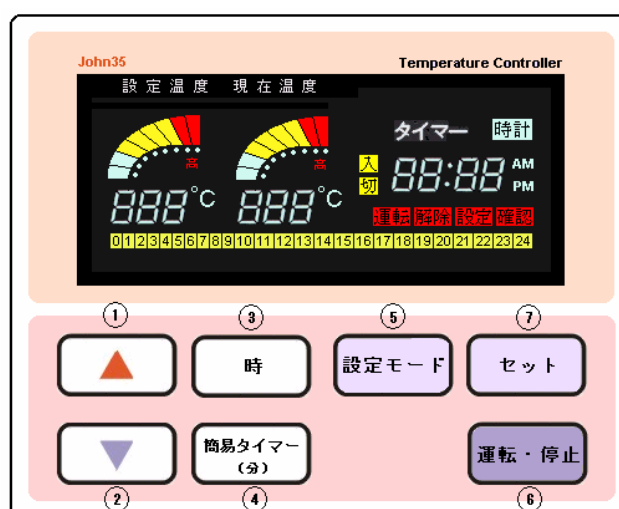 John35 Temperature Controller
設定温度 現在温度
タイマー 時計
高 高 入 88:88 AM
888℃ 888℃ 切 PM
運転 解除 設定 確認
0 1 2 3 4 5 6 7 8 9 10 11 12 13 14 15 16 17 18 19 20 21 22 23 24
① ③ ⑤ ⑦
時 設定モード セット
簡易タイマー
(分)
運転・停止
② ④ ⑥